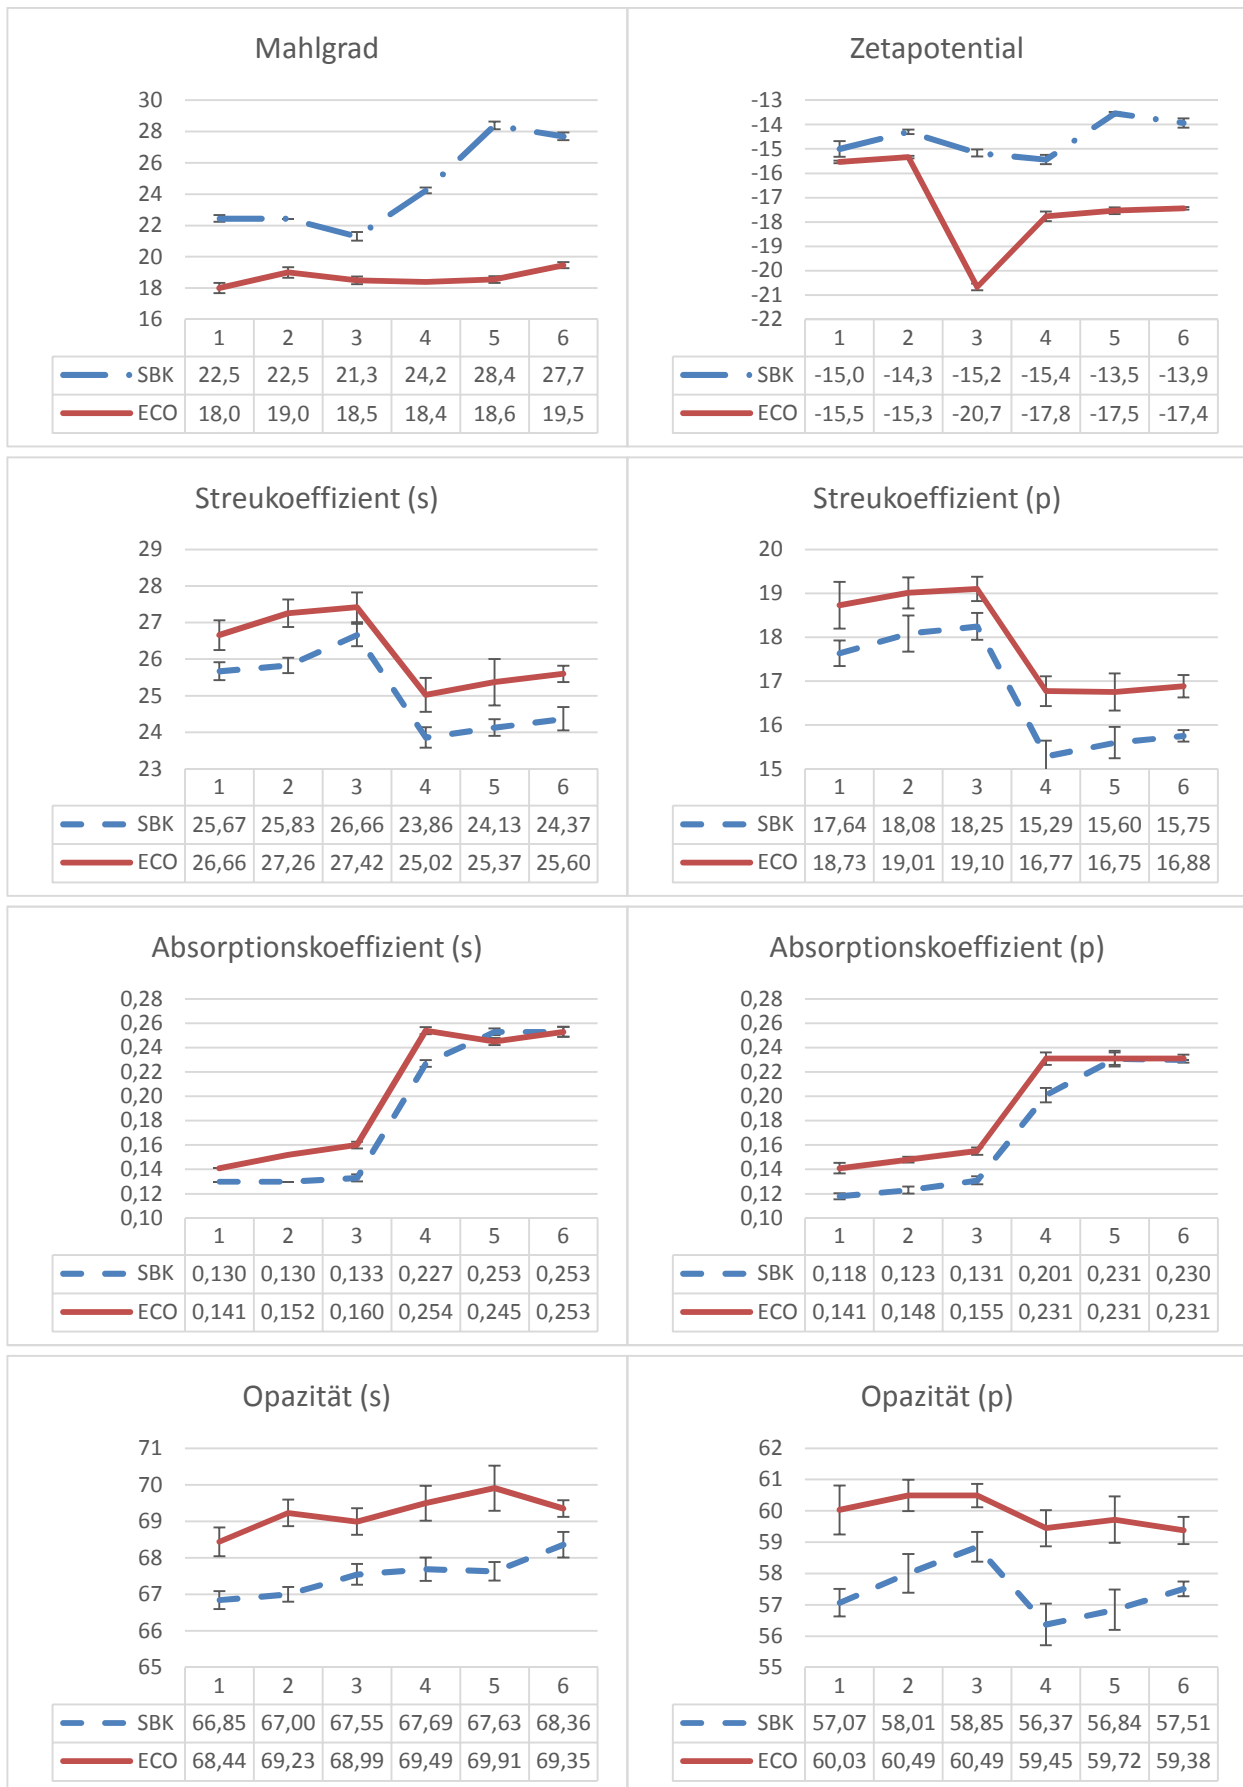 Mahlgrad
30
28
26
24
22
20
18
16
1 2 3 4 5 6
SBK 22,5 22,5 21,3 24,2 28,4 27,7
ECO 18,0 19,0 18,5 18,4 18,6 19,5
Zetapotential
-13
-14
-15
-16
-17
-18
-19
-20
-21
-22
1 2 3 4 5 6
SBK -15,0 -14,3 -15,2 -15,4 -13,5 -13,9
ECO -15,5 -15,3 -20,7 -17,8 -17,5 -17,4
Streukoeffizient (s)
29
28
27
26
25
24
23
1 2 3 4 5 6
SBK 25,67 25,83 26,66 23,86 24,13 24,37
ECO 26,66 27,26 27,42 25,02 25,37 25,60
Streukoeffizient (p)
20
19
18
17
16
15
1 2 3 4 5 6
SBK 17,64 18,08 18,25 15,29 15,60 15,75
ECO 18,73 19,01 19,10 16,77 16,75 16,88
Absorptionskoeffizient (s)
0,28
0,26
0,24
0,22
0,20
0,18
0,16
0,14
0,12
0,10
1 2 3 4 5 6
SBK 0,130 0,130 0,133 0,227 0,253 0,253
ECO 0,141 0,152 0,160 0,254 0,245 0,253
Absorptionskoeffizient (p)
0,28
0,26
0,24
0,22
0,20
0,18
0,16
0,14
0,12
0,10
1 2 3 4 5 6
SBK 0,118 0,123 0,131 0,201 0,231 0,230
ECO 0,141 0,148 0,155 0,231 0,231 0,231
Opazität (s)
71
70
69
68
67
66
65
1 2 3 4 5 6
SBK 66,85 67,00 67,55 67,69 67,63 68,36
ECO 68,44 69,23 68,99 69,49 69,91 69,35
Opazität (p)
62
61
60
59
58
57
56
55
1 2 3 4 5 6
SBK 57,07 58,01 58,85 56,37 56,84 57,51
ECO 60,03 60,49 60,49 59,45 59,72 59,38